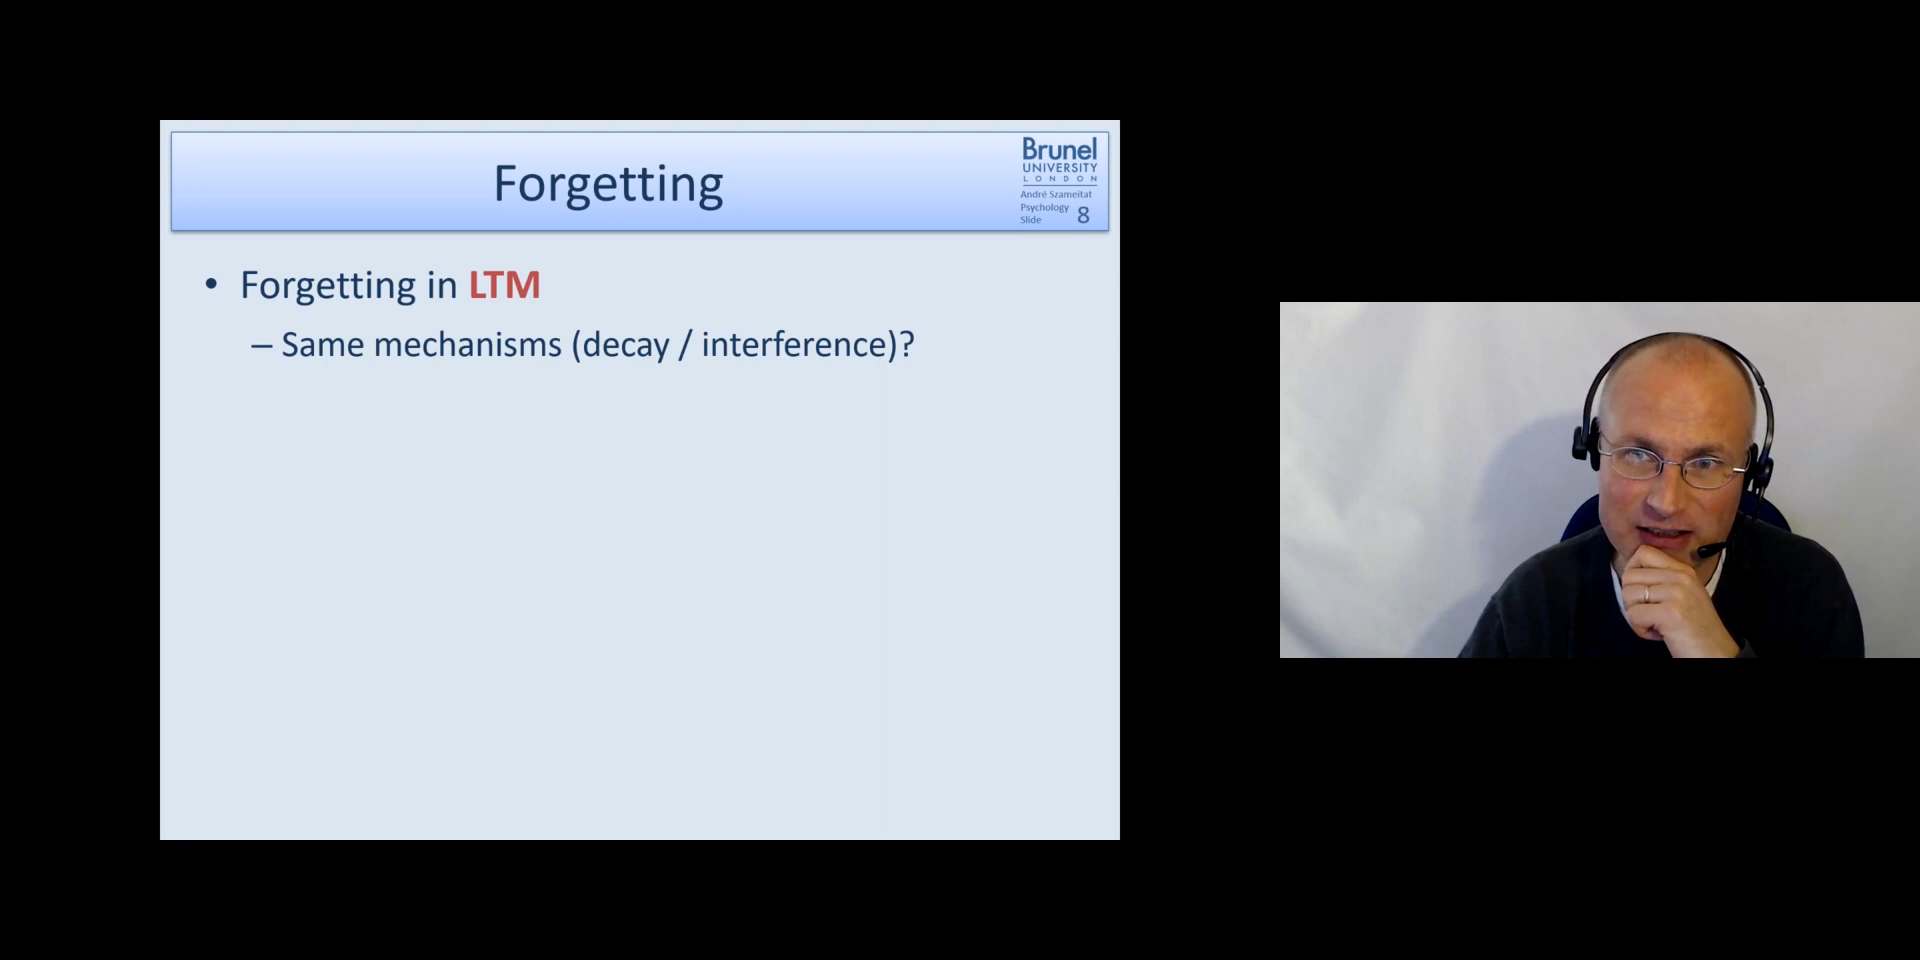 Forgetting
Brunel
UNIVERSITY
LONDON
André Szameitat
Psychology
Slide 8
• Forgetting in LTM
– Same mechanisms (decay / interference)?